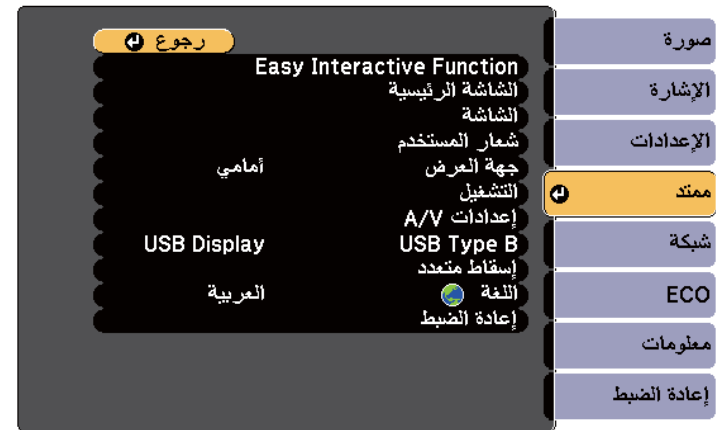 صورة
الإشارة
الإعدادات
ممتد
شبكة
ECO
معلومات
إعادة الضبط
رجوع
Easy Interactive Function
الشاشة الرئيسية
الشاشة
شعار المستخدم
جهة العرض أمامي
التشغيل
إعدادات A/V
USB Type B USB Display
إسقاط متعدد
اللغة العربية
إعادة الضبط